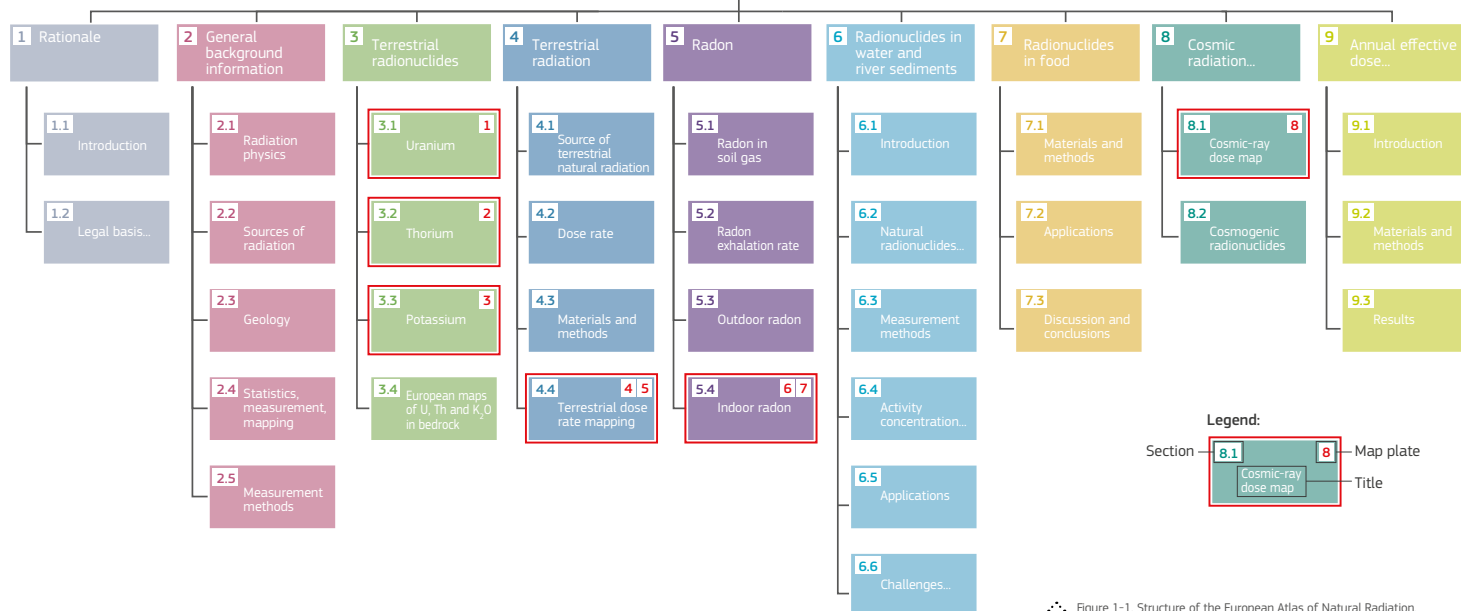 1 Rationale
2 General
background
information
3 Terrestrial
radionuclides
4 Terrestrial
radiation
5 Radon
6 Radionuclides in
water and
river sediments
7 Radionuclides
in food
8 Cosmic
radiation...
9 Annual effective
dose...
1.1
Introduction
1.2
Legal basis...
2.1
Radiation
physics
2.2
Sources of
radiation
2.3
Geology
2.4 Statistics,
measurement,
mapping
2.5
Measurement
methods
3.1 1
Uranium
3.2 2
Thorium
3.3 3
Potassium
3.4 European maps
of U, Th and K₂O
in bedrock
4.1
Source of
terrestrial
natural radiation
4.2
Dose rate
4.3
Materials and
methods
4.4 4 5
Terrestrial dose
rate mapping
5.1
Radon in
soil gas
5.2
Radon
exhalation rate
5.3
Outdoor radon
5.4 6 7
Indoor radon
6.1
Introduction
6.2
Natural
radionuclides...
6.3
Measurement
methods
6.4
Activity
concentration...
6.5
Applications
6.6
Challenges...
7.1
Materials and
methods
7.2
Applications
7.3
Discussion and
conclusions
8.1 8
Cosmic-ray
dose map
8.2
Cosmogenic
radionuclides
9.1
Introduction
9.2
Materials and
methods
9.3
Results
Legend:
Section 8.1 8 Map plate
Cosmic-ray
dose map
Title
Figure 1-1. Structure of the European Atlas of Natural Radiation